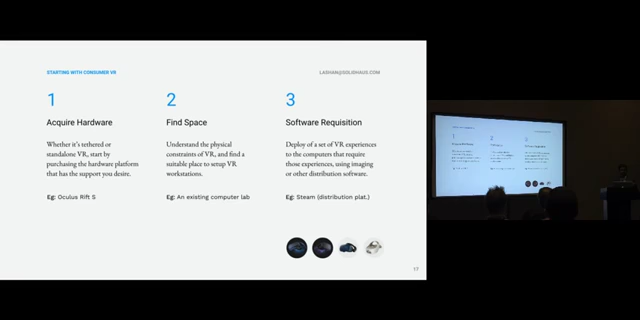 STARTING WITH CONSUMER VR
LASHAN@SOLIDHAUS.COM
1
Acquire Hardware
Whether it's tethered or
standalone VR, start by
purchasing the hardware platform
that has the support you desire.
Eg: Oculus Rift S
2
Find Space
Understand the physical
constraints of VR, and find a
suitable place to setup VR
workstations.
Eg: An existing computer lab
3
Software Requisition
Deploy of a set of VR experiences
to the computers that require
those experiences, using imaging
or other distribution software.
Eg: Steam (distribution plat.)
17